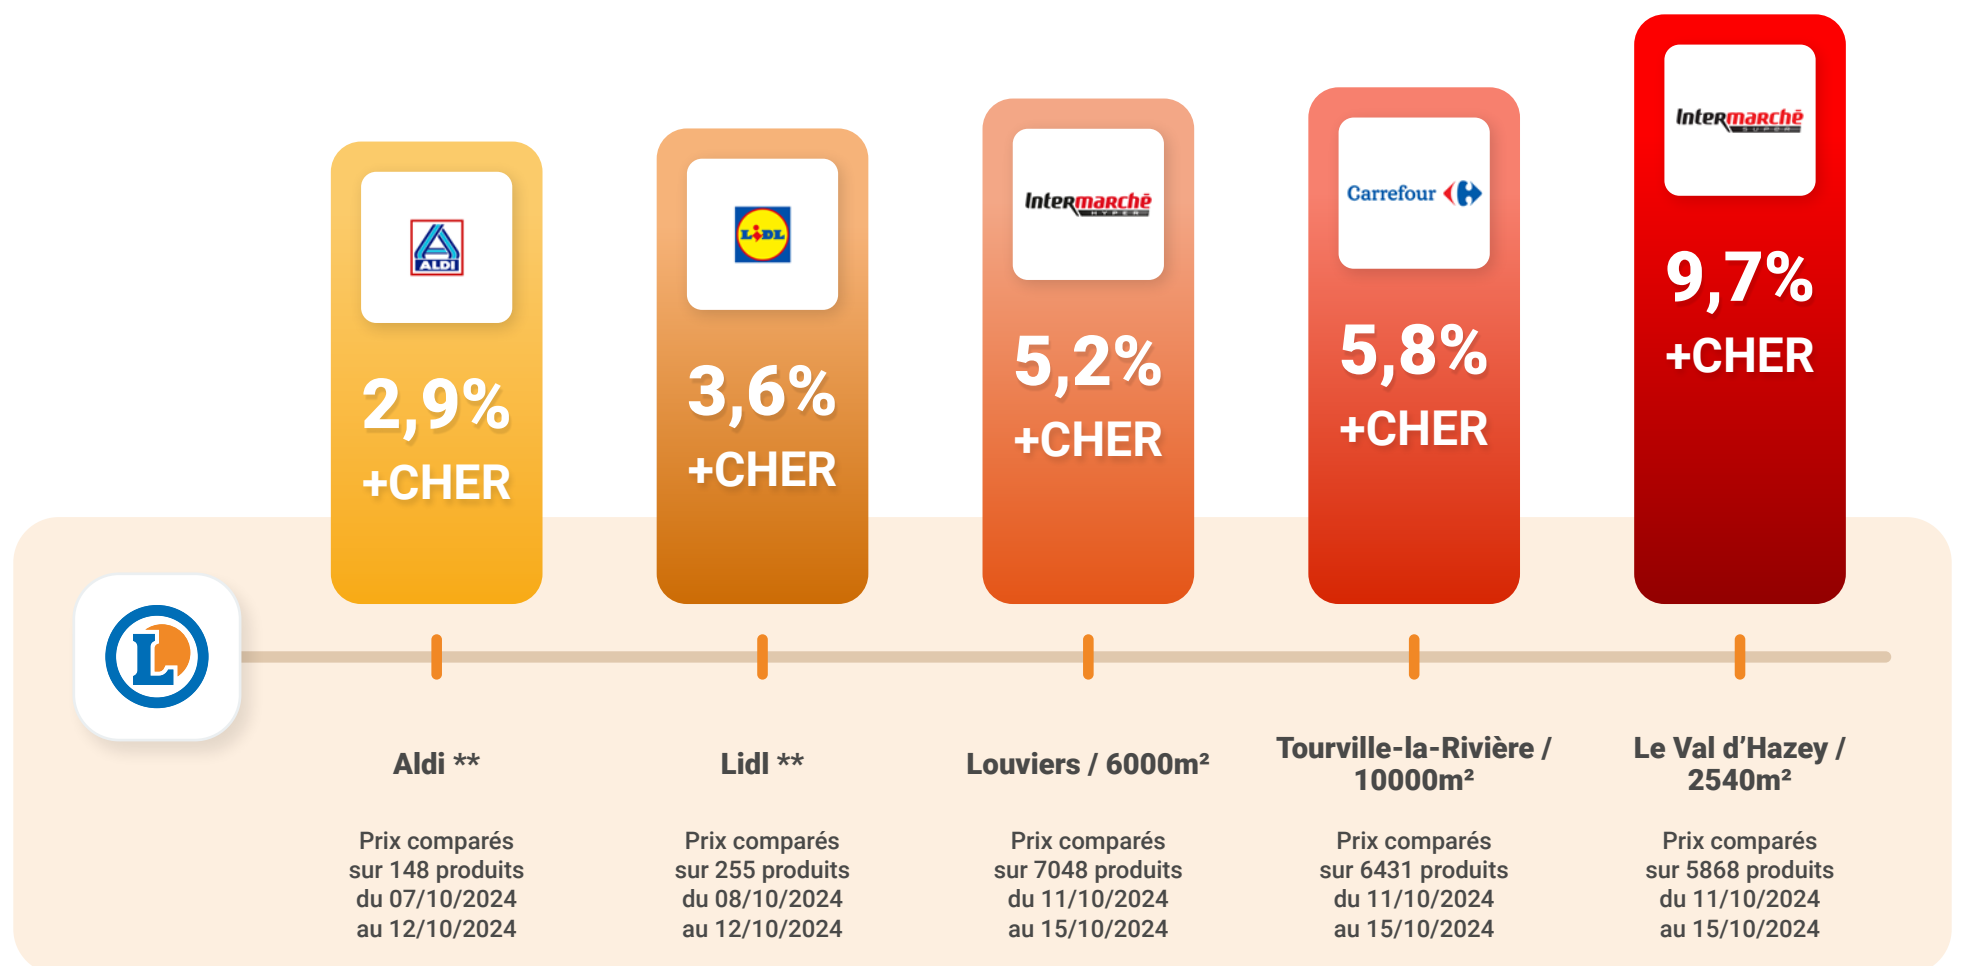 ALDI
2,9%
+CHER
LiDL
3,6%
+CHER
Intermarchē
HYPER
5,2%
+CHER
Carrefour
5,8%
+CHER
Intermarchē
SUPER
9,7%
+CHER
L
Aldi **
Prix comparés
sur 148 produits
du 07/10/2024
au 12/10/2024
Lidl **
Prix comparés
sur 255 produits
du 08/10/2024
au 12/10/2024
Louviers / 6000m²
Prix comparés
sur 7048 produits
du 11/10/2024
au 15/10/2024
Tourville-la-Rivière /
10000m²
Prix comparés
sur 6431 produits
du 11/10/2024
au 15/10/2024
Le Val d’Hazey /
2540m²
Prix comparés
sur 5868 produits
du 11/10/2024
au 15/10/2024